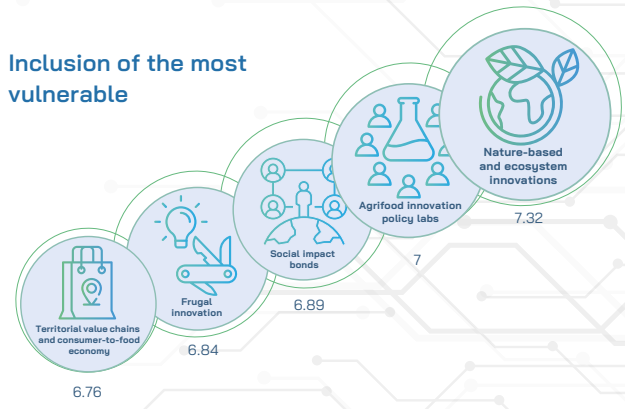 Inclusion of the most
vulnerable
Nature-based
and ecosystem
innovations
7.32
Agrifood innovation
policy labs
7
Social impact
bonds
6.89
Frugal
innovation
6.84
Territorial value chains
and consumer-to-food
economy
6.76